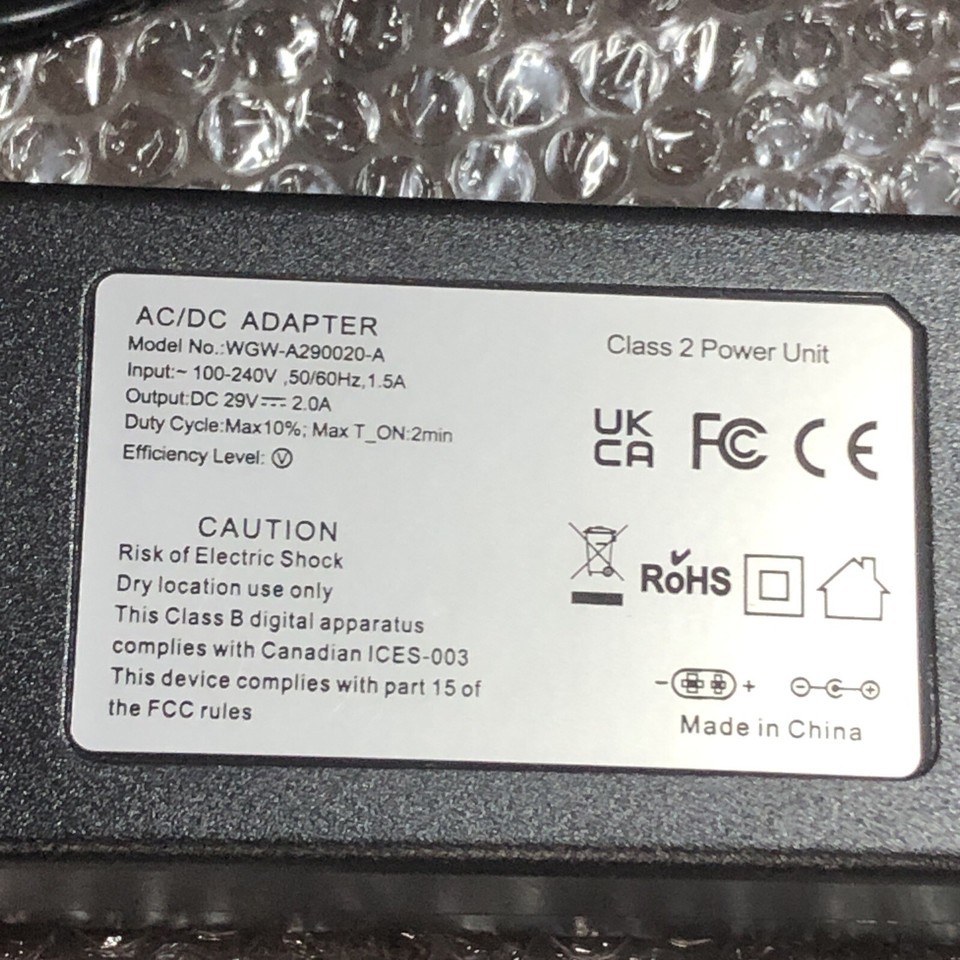 AC/DC ADAPTER
Model No.:WGW-A290020-A
Input:~ 100-240V ,50/60Hz,1.5A
Output:DC 29V⎓ 2.0A
Duty Cycle:Max10%; Max T_ON:2min
Efficiency Level: Ⓥ
CAUTION
Risk of Electric Shock
Dry location use only
This Class B digital apparatus
complies with Canadian ICES-003
This device complies with part 15 of
the FCC rules
Class 2 Power Unit
UK
CA
FC
CE
RoHS
- +
Made in China